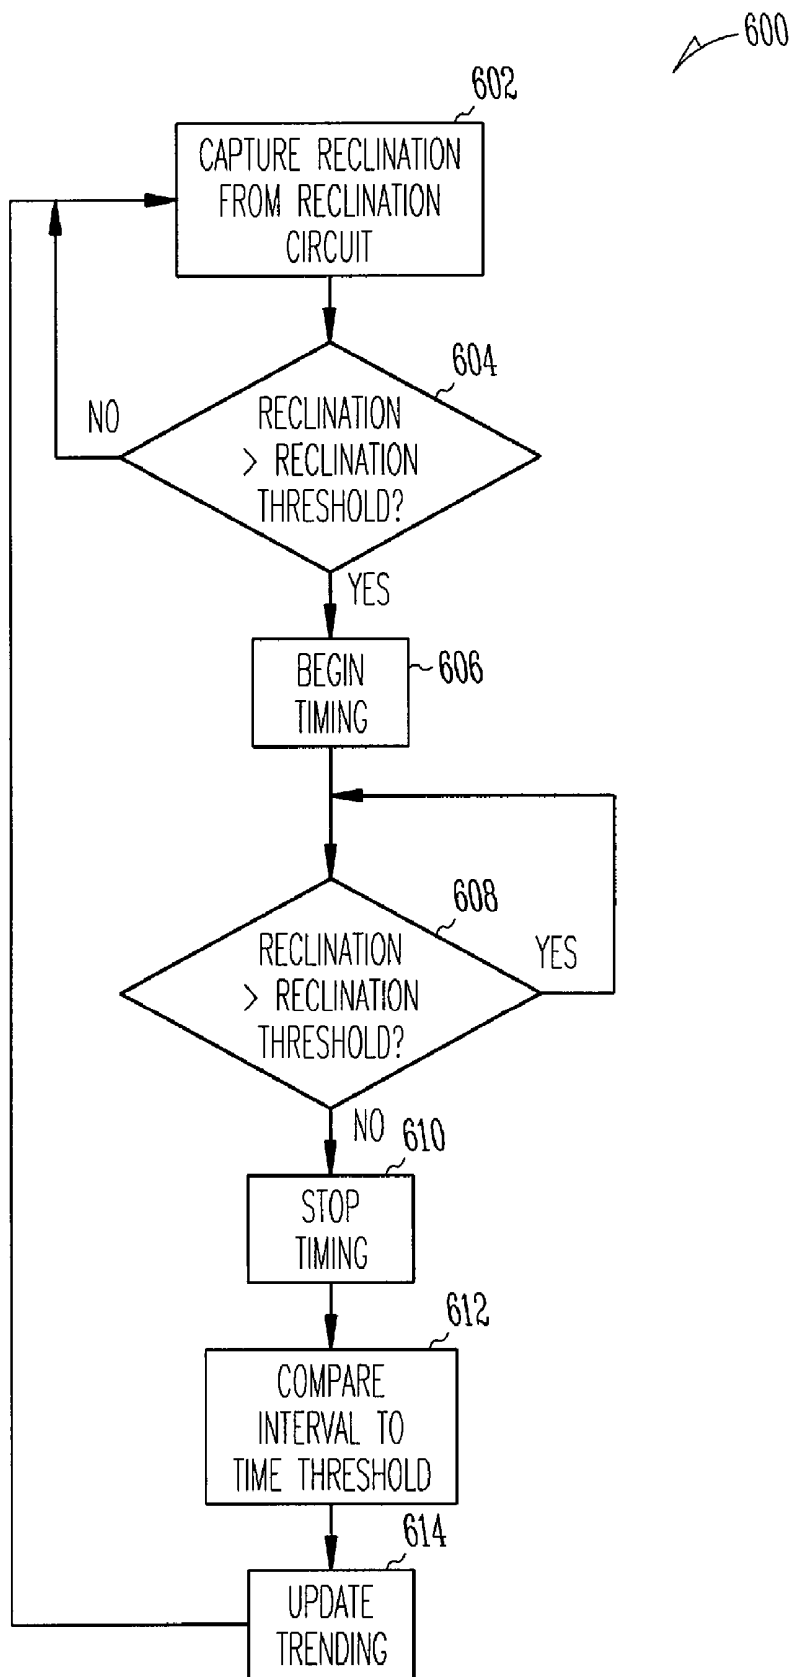 600
602
CAPTURE RECLINATION
FROM RECLINATION
CIRCUIT
604
NO
RECLINATION
> RECLINATION
THRESHOLD?
YES
BEGIN
TIMING
606
608
RECLINATION
> RECLINATION
THRESHOLD?
YES
NO
610
STOP
TIMING
612
COMPARE
INTERVAL TO
TIME THRESHOLD
614
UPDATE
TRENDING